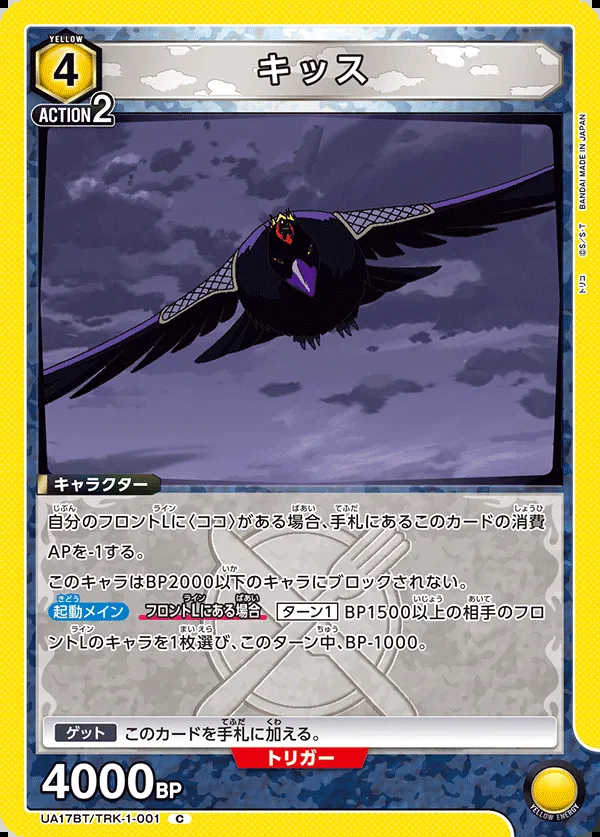 YELLOW
4
キッス
ACTION2
BANDAI MADE IN JAPAN
トリコ ©S/S・T
キャラクター
自分のフロントLに〈ココ〉がある場合、手札にあるこのカードの消費
APを-1する。
このキャラはBP2000以下のキャラにブロックされない。
起動メイン フロントLにある場合 ターン1 BP1500以上の相手のフロ
ントLのキャラを1枚選び、このターン中、BP-1000。
ゲット このカードを手札に加える。
トリガー
4000BP
YELLOW ENERGY
UA17BT/TRK-1-001 C